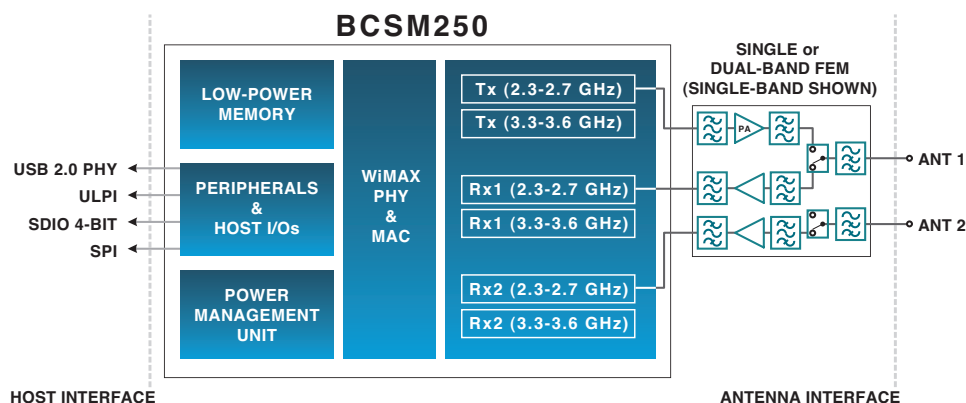 BCSM250
SINGLE or
DUAL-BAND FEM
(SINGLE-BAND SHOWN)
LOW-POWER
MEMORY
PERIPHERALS
&
HOST I/Os
POWER
MANAGEMENT
UNIT
WiMAX
PHY
&
MAC
Tx (2.3-2.7 GHz)
Tx (3.3-3.6 GHz)
Rx1 (2.3-2.7 GHz)
Rx1 (3.3-3.6 GHz)
Rx2 (2.3-2.7 GHz)
Rx2 (3.3-3.6 GHz)
PA
USB 2.0 PHY
ULPI
SDIO 4-BIT
SPI
ANT 1
ANT 2
HOST INTERFACE
ANTENNA INTERFACE